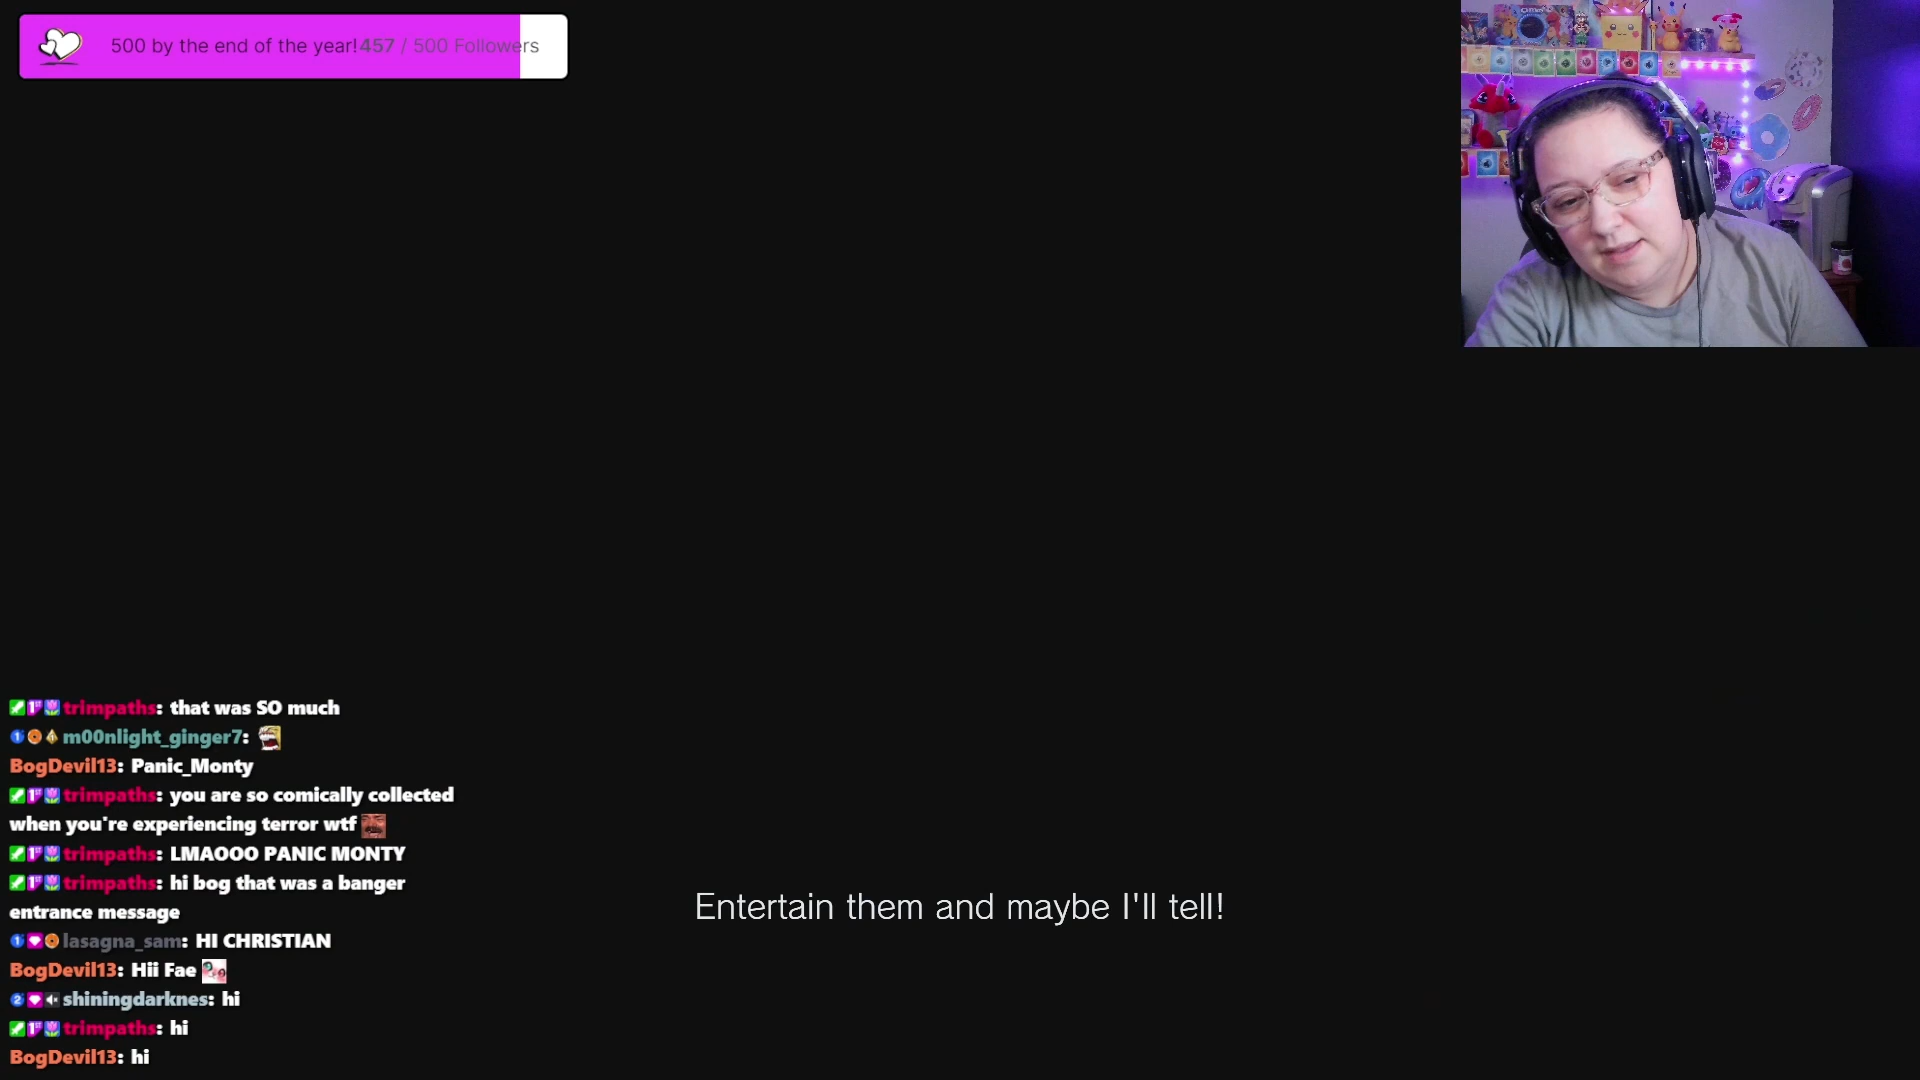 500 by the end of the year!457 / 500 Followers
trimpaths: that was SO much
m00nlight_ginger7:
BogDevil13: Panic_Monty
trimpaths: you are so comically collected
when you're experiencing terror wtf
trimpaths: LMAOOO PANIC MONTY
trimpaths: hi bog that was a banger
entrance message
lasagna_sam: HI CHRISTIAN
BogDevil13: Hii Fae
shiningdarknes: hi
trimpaths: hi
BogDevil13: hi
Entertain them and maybe I'll tell!